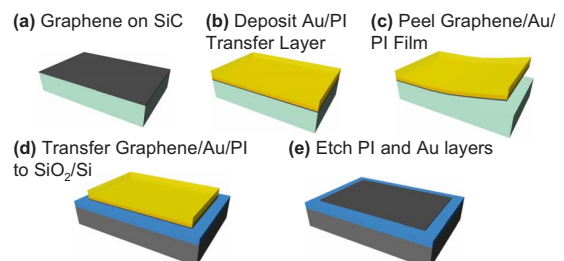 (a) Graphene on SiC
(b) Deposit Au/PI
Transfer Layer
(c) Peel Graphene/Au/
PI Film
(d) Transfer Graphene/Au/PI
to SiO₂/Si
(e) Etch PI and Au layers